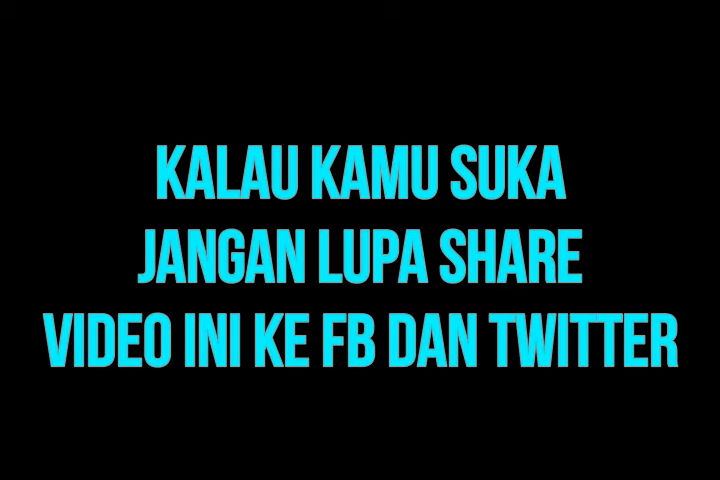 KALAU KAMU SUKA
JANGAN LUPA SHARE
VIDEO INI KE FB DAN TWITTER